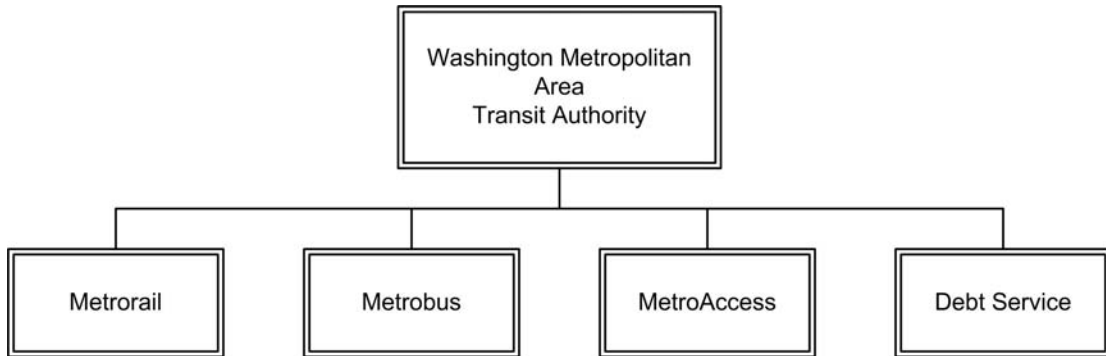 Washington Metropolitan
Area
Transit Authority
Metrorail
Metrobus
MetroAccess
Debt Service